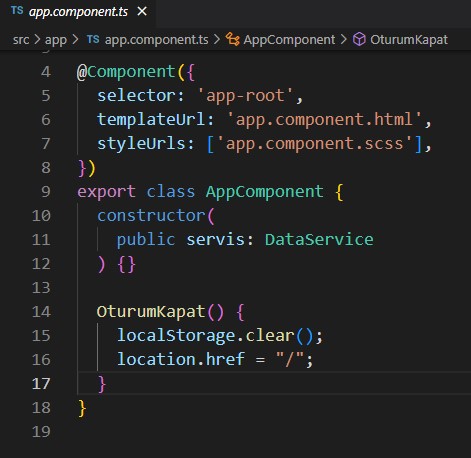 TS app.component.ts ×
src > app > TS app.component.ts > AppComponent > OturumKapat
4 @Component({
5   selector: 'app-root',
6   templateUrl: 'app.component.html',
7   styleUrls: ['app.component.scss'],
8 })
9 export class AppComponent {
10   constructor(
11     public servis: DataService
12   ) {}
13
14   OturumKapat() {
15     localStorage.clear();
16     location.href = "/";
17   }
18 }
19